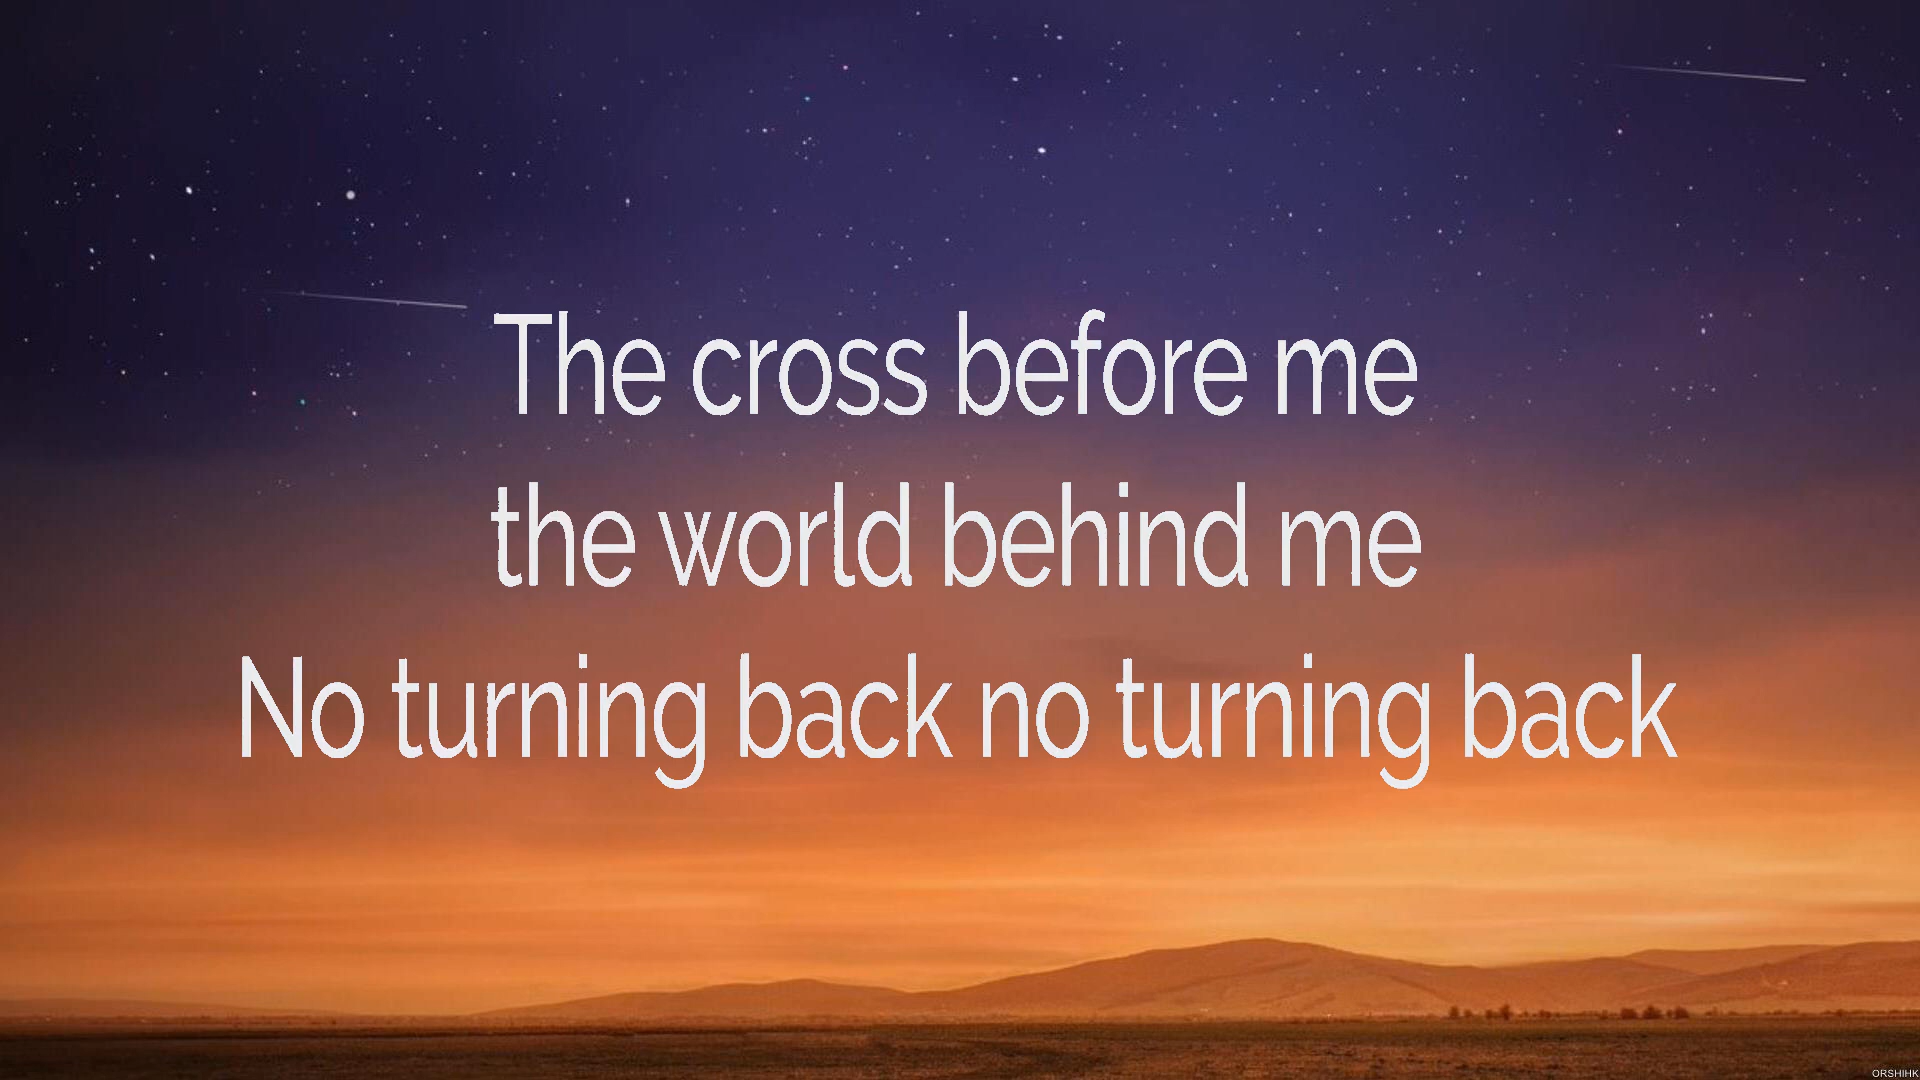 The cross before me
the world behind me
No turning back no turning back
ORSHIHK